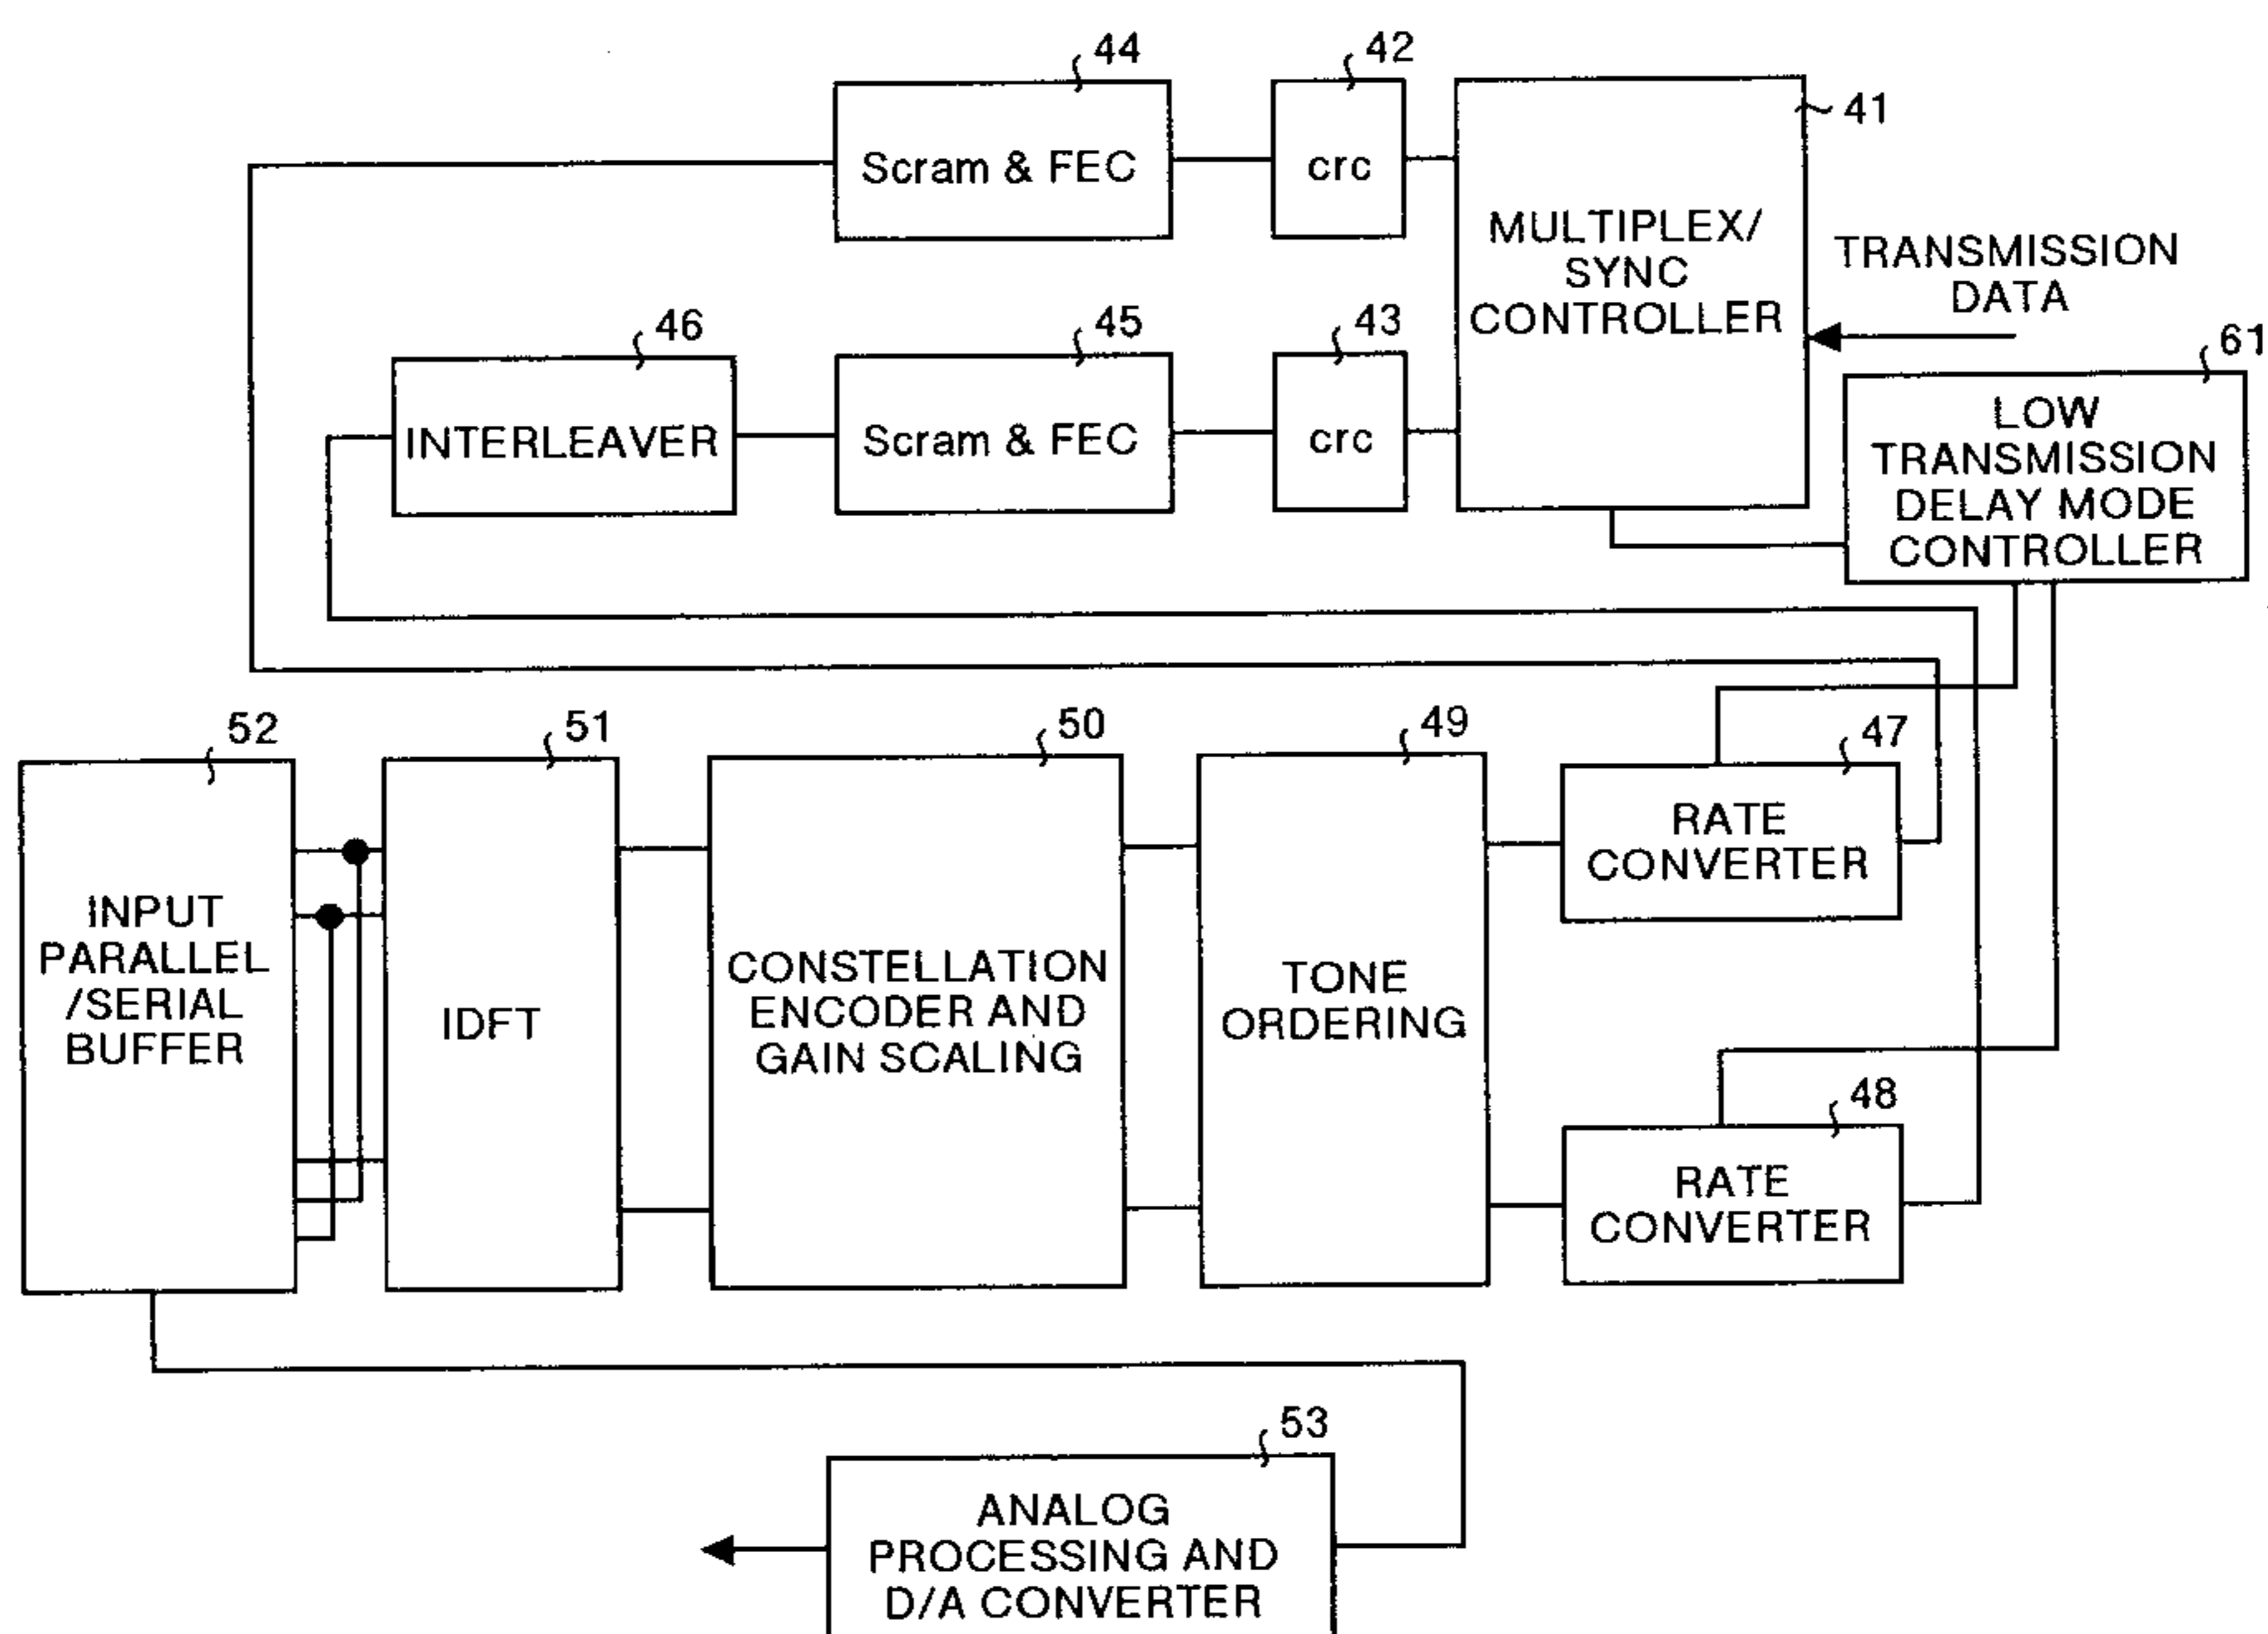 44
42
41
Scram & FEC
crc
MULTIPLEX/
SYNC
CONTROLLER
TRANSMISSION
DATA
46
45
43
61
INTERLEAVER
Scram & FEC
crc
LOW
TRANSMISSION
DELAY MODE
CONTROLLER
52
51
50
49
47
INPUT
PARALLEL
/SERIAL
BUFFER
IDFT
CONSTELLATION
ENCODER AND
GAIN SCALING
TONE
ORDERING
RATE
CONVERTER
48
RATE
CONVERTER
53
ANALOG
PROCESSING AND
D/A CONVERTER